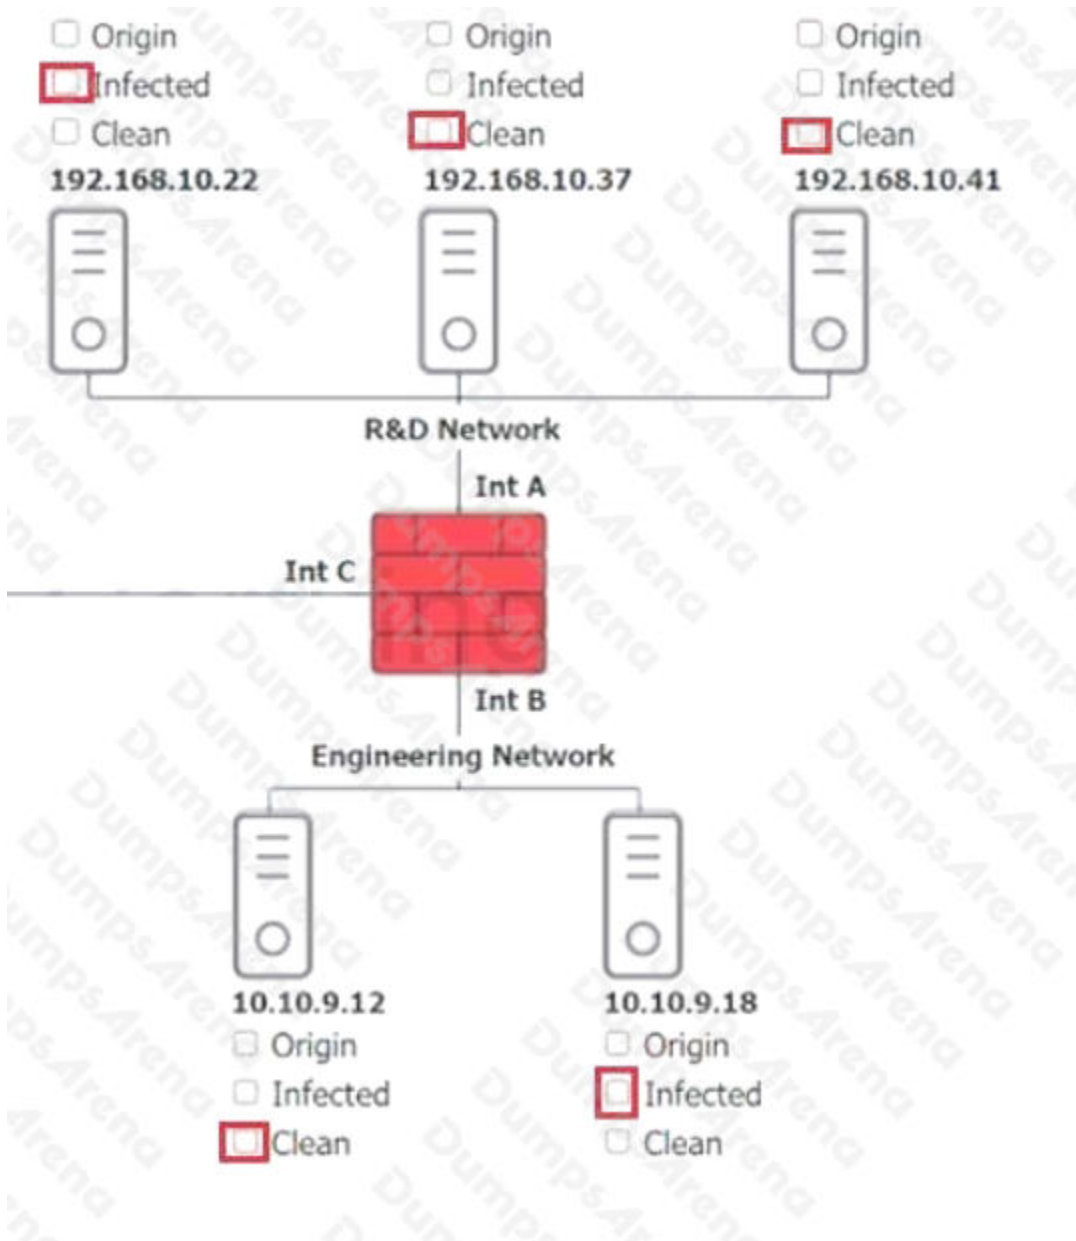 Origin Origin Origin
Infected Infected Infected
Clean Clean Clean
192.168.10.22 192.168.10.37 192.168.10.41
R&D Network
Int A
Int C
Int B
Engineering Network
10.10.9.12 10.10.9.18
Origin Origin
Infected Infected
Clean Clean
DumpsArena